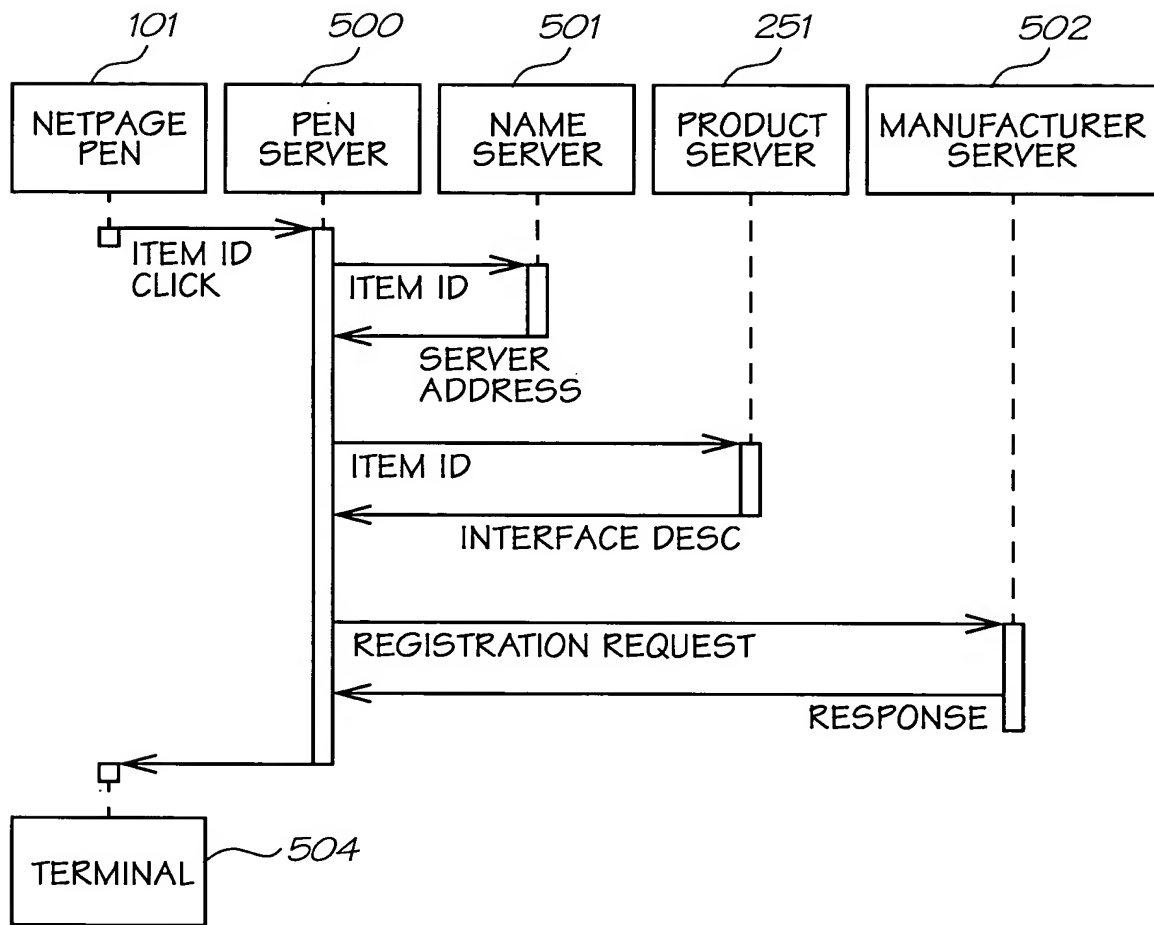 101
500
501
251
502
NETPAGE
PEN
PEN
SERVER
NAME
SERVER
PRODUCT
SERVER
MANUFACTURER
SERVER
ITEM ID
CLICK
ITEM ID
SERVER
ADDRESS
ITEM ID
INTERFACE DESC
REGISTRATION REQUEST
RESPONSE
TERMINAL
504